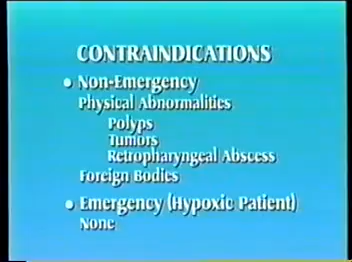 CONTRAINDICATIONS
• Non-Emergency
Physical Abnormalities
Polyps
Tumors
Retropharyngeal Abscess
Foreign Bodies
• Emergency (Hypoxic Patient)
None